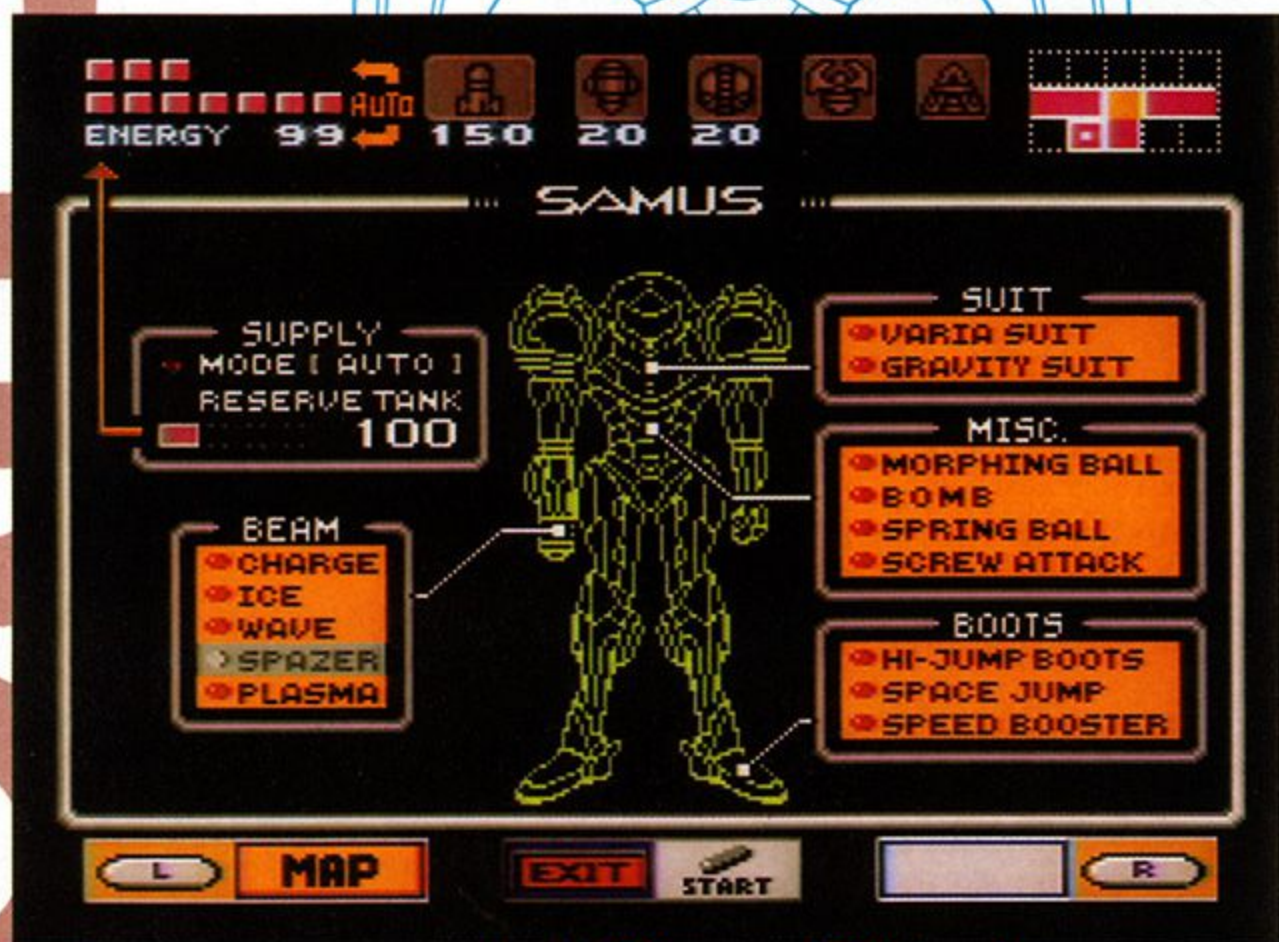 AUTO
ENERGY 99
150 20 20
SAMUS
SUPPLY
MODE [ AUTO ]
RESERVE TANK
100
BEAM
CHARGE
ICE
WAVE
SPAZER
PLASMA
SUIT
VARIA SUIT
GRAVITY SUIT
MISC.
MORPHING BALL
BOMB
SPRING BALL
SCREW ATTACK
BOOTS
HI-JUMP BOOTS
SPACE JUMP
SPEED BOOSTER
L MAP
EXIT START
R